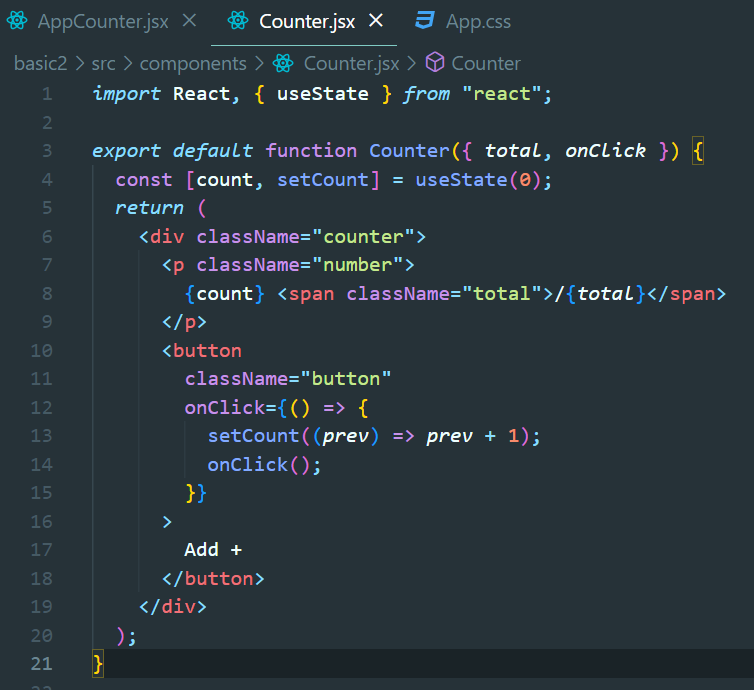 AppCounter.jsx × Counter.jsx × App.css
basic2 > src > components > Counter.jsx > Counter
1 import React, { useState } from "react";
2
3 export default function Counter({ total, onClick }) {
4   const [count, setCount] = useState(0);
5   return (
6     <div className="counter">
7       <p className="number">
8         {count} <span className="total">/{total}</span>
9       </p>
10       <button
11         className="button"
12         onClick={() => {
13           setCount((prev) => prev + 1);
14           onClick();
15         }}
16       >
17         Add +
18       </button>
19     </div>
20   );
21 }